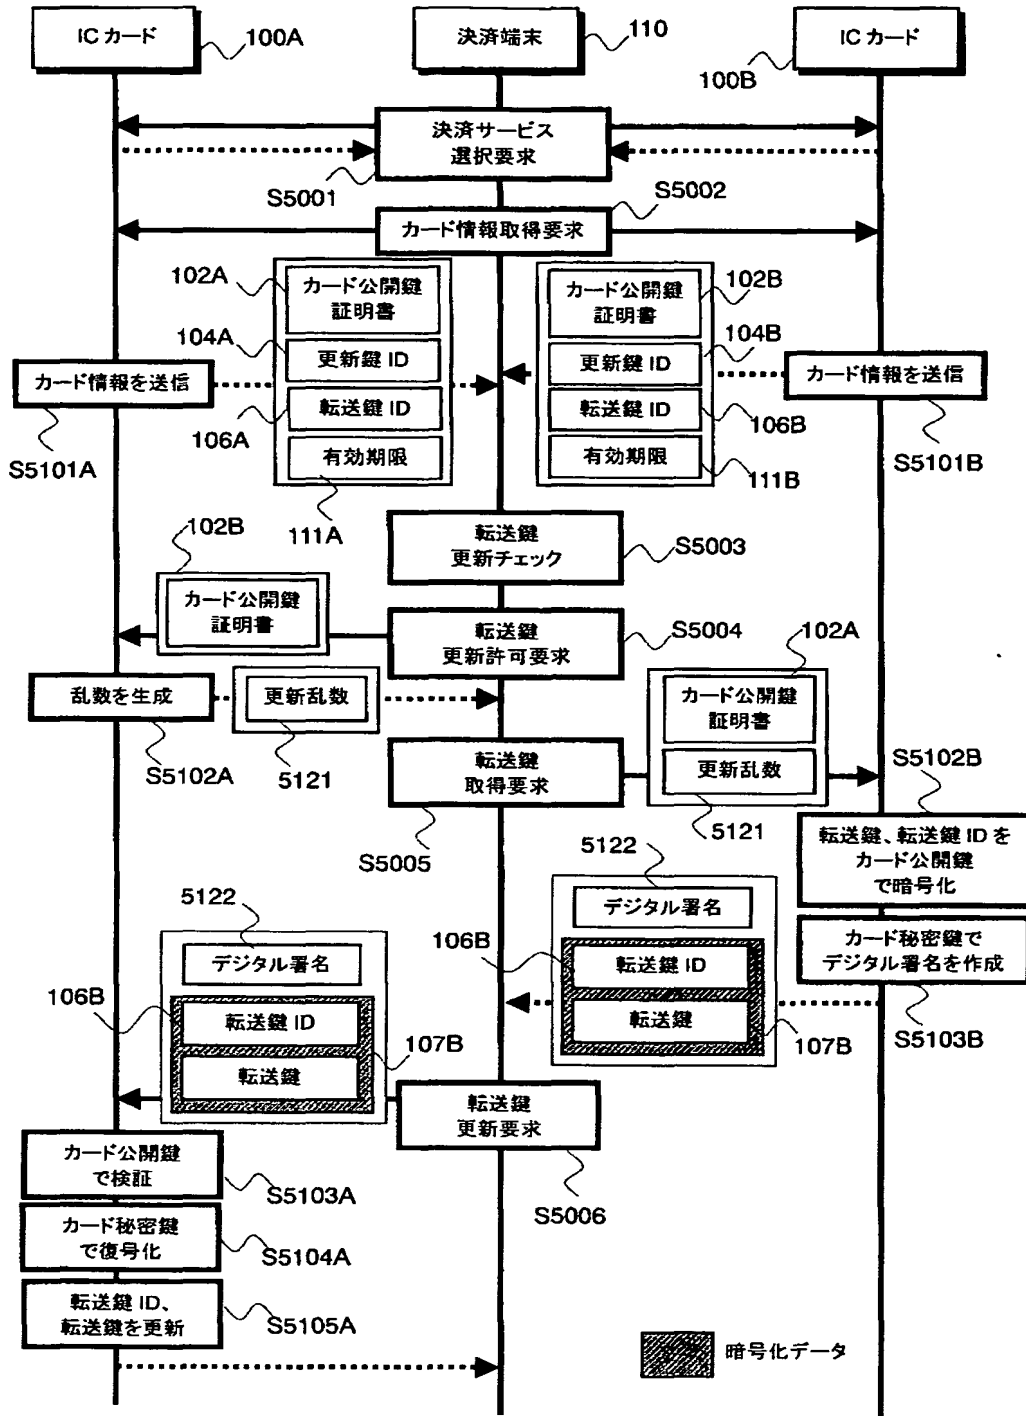 IC カード
100A
決済端末
110
IC カード
100B
決済サービス
選択要求
S5001
S5002
カード情報取得要求
102A
カード公開鍵
証明書
カード公開鍵
証明書
102B
104A
更新鍵 ID
更新鍵 ID
104B
カード情報を送信
カード情報を送信
転送鍵 ID
転送鍵 ID
106A
106B
S5101A
有効期限
有効期限
S5101B
111A
111B
102B
転送鍵
更新チェック
S5003
カード公開鍵
証明書
転送鍵
更新許可要求
S5004
102A
乱数を生成
更新乱数
カード公開鍵
証明書
S5102A
5121
転送鍵
取得要求
更新乱数
S5102B
5121
S5005
転送鍵、転送鍵 ID を
カード公開鍵
で暗号化
5122
デジタル署名
5122
デジタル署名
106B
転送鍵 ID
カード秘密鍵で
デジタル署名を作成
106B
転送鍵 ID
転送鍵
107B
S5103B
107B
転送鍵
転送鍵
更新要求
カード公開鍵
で検証
S5103A
S5006
カード秘密鍵
で復号化
S5104A
転送鍵 ID、
転送鍵を更新
S5105A
暗号化データ